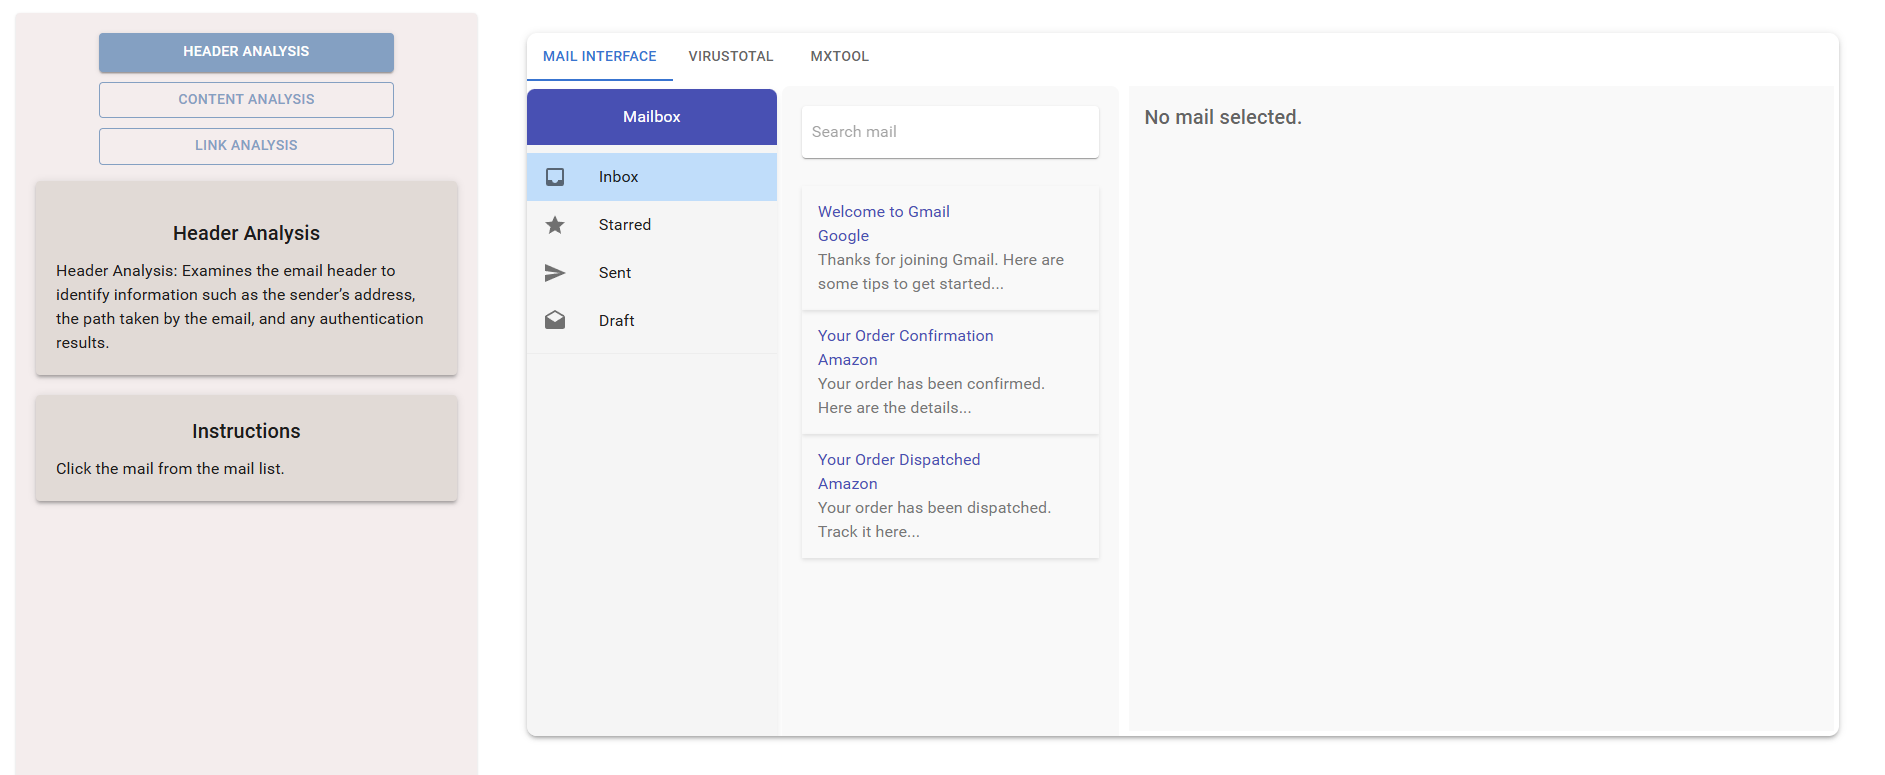 HEADER ANALYSIS
CONTENT ANALYSIS
LINK ANALYSIS
Header Analysis
Header Analysis: Examines the email header to
identify information such as the sender’s address,
the path taken by the email, and any authentication
results.
Instructions
Click the mail from the mail list.
MAIL INTERFACE
VIRUSTOTAL
MXTOOL
Mailbox
Inbox
Starred
Sent
Draft
Search mail
Welcome to Gmail
Google
Thanks for joining Gmail. Here are
some tips to get started...
Your Order Confirmation
Amazon
Your order has been confirmed.
Here are the details...
Your Order Dispatched
Amazon
Your order has been dispatched.
Track it here...
No mail selected.